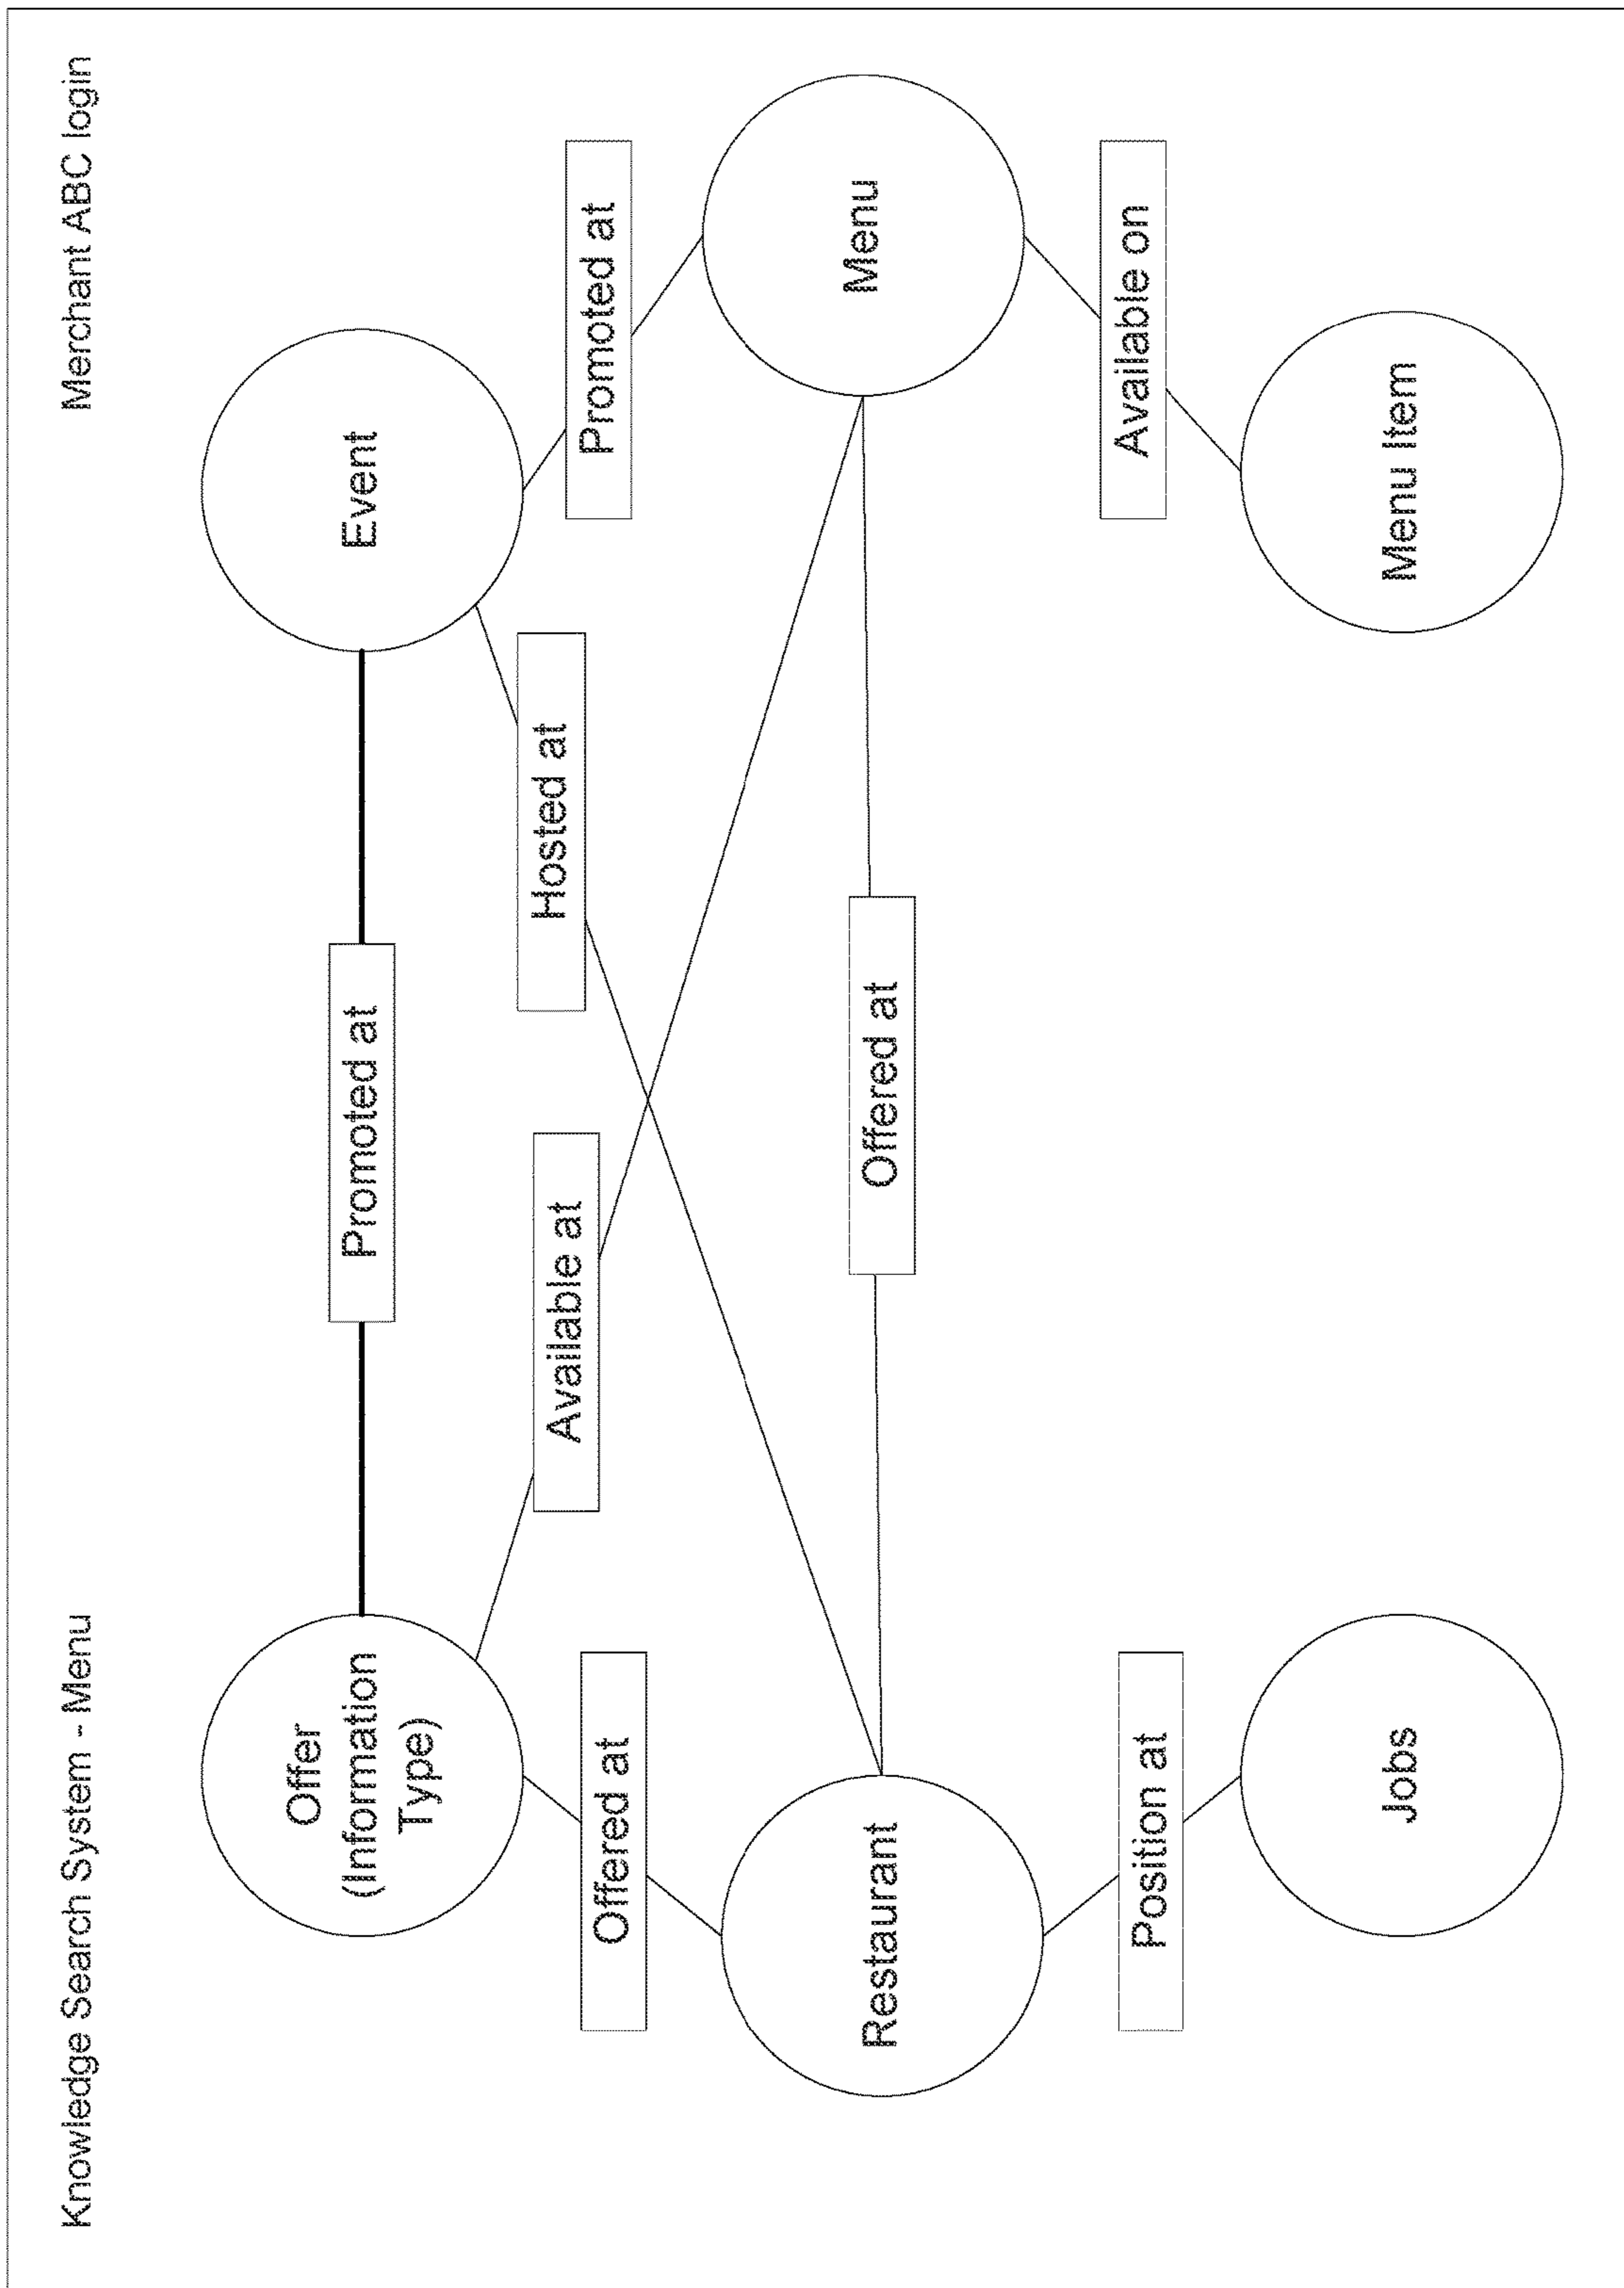 Knowledge Search System - Menu
Merchant ABC login
Offer
(Information
Type)
Promoted at
Event
Available at
Hosted at
Offered at
Promoted at
Restaurant
Offered at
Menu
Position at
Available on
Jobs
Menu Item